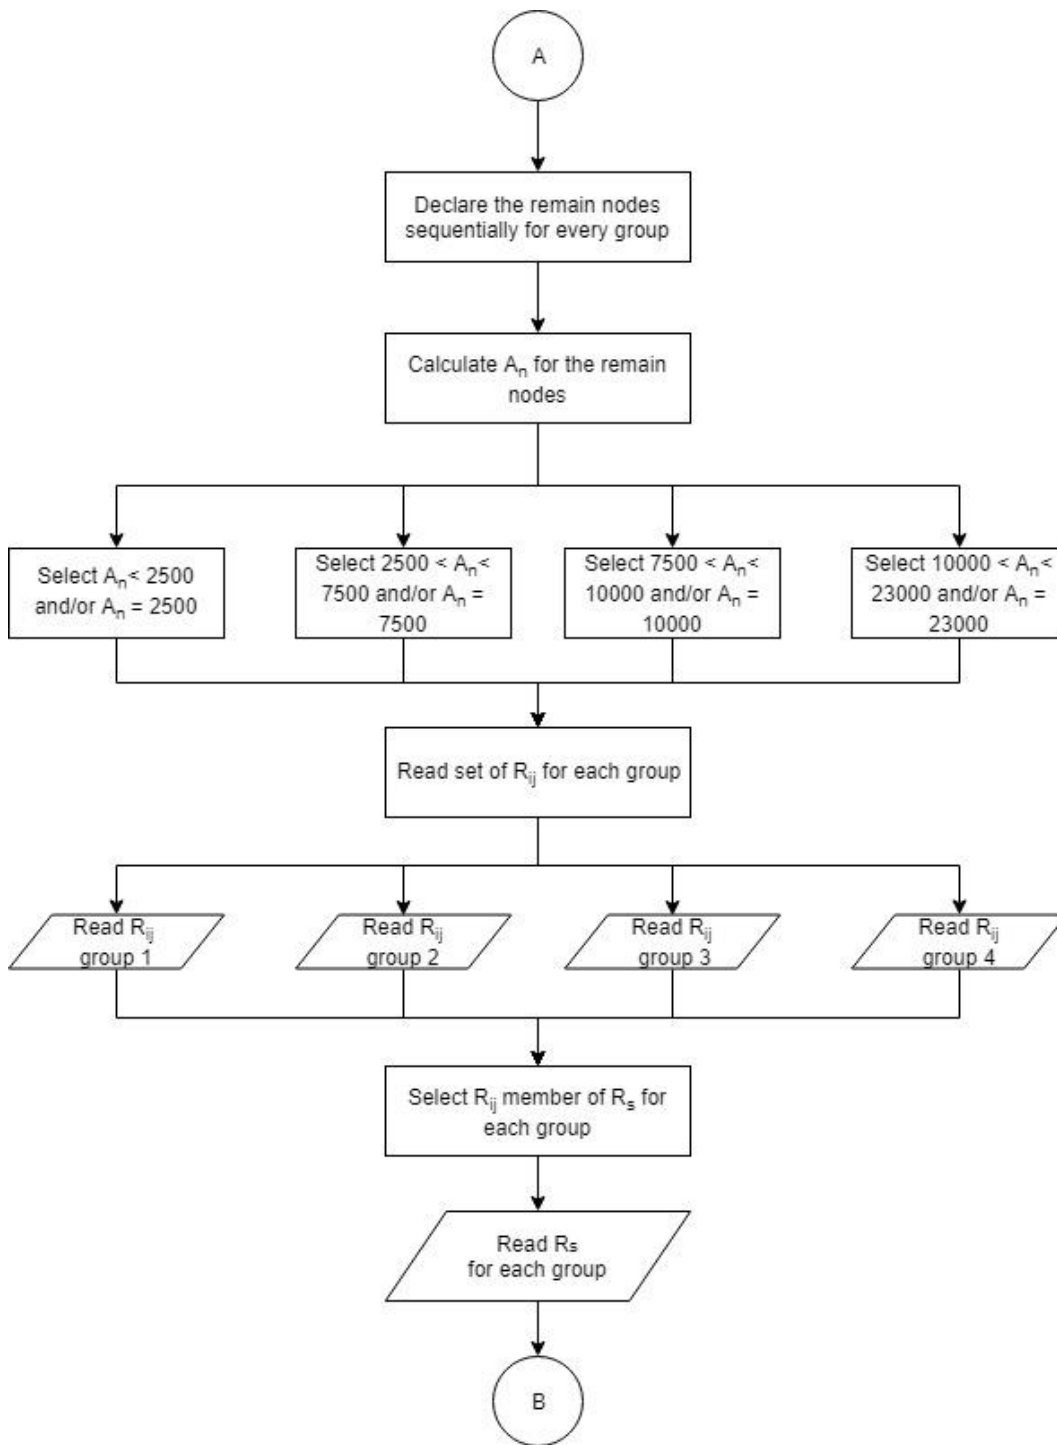 A
Declare the remain nodes
sequentially for every group
Calculate Aₙ for the remain
nodes
Select Aₙ< 2500
and/or Aₙ = 2500
Select 2500 < Aₙ<
7500 and/or Aₙ =
7500
Select 7500 < Aₙ<
10000 and/or Aₙ =
10000
Select 10000 < Aₙ<
23000 and/or Aₙ =
23000
Read set of Rᵢⱼ for each group
Read Rᵢⱼ
group 1
Read Rᵢⱼ
group 2
Read Rᵢⱼ
group 3
Read Rᵢⱼ
group 4
Select Rᵢⱼ member of Rₛ for
each group
Read Rₛ
for each group
B